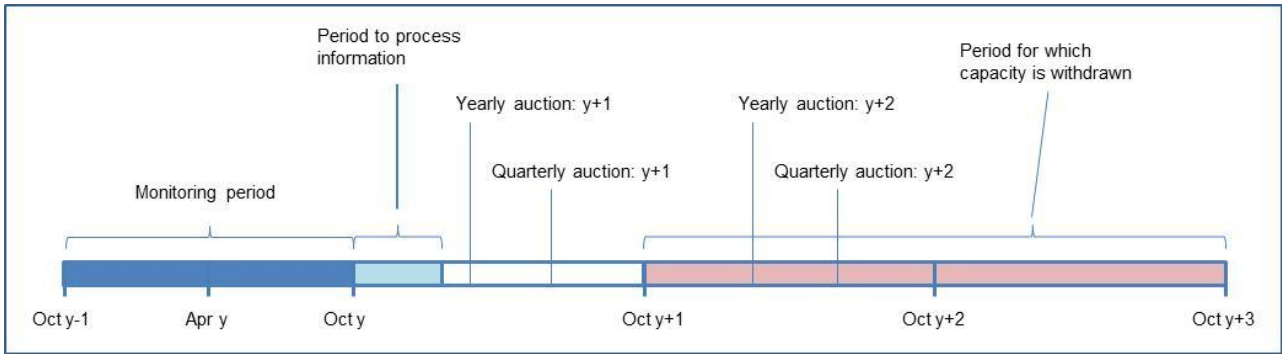 Period to process
information
Period for which
capacity is withdrawn
Yearly auction: y+1
Yearly auction: y+2
Quarterly auction: y+1
Quarterly auction: y+2
Monitoring period
Oct y-1
Apr y
Oct y
Oct y+1
Oct y+2
Oct y+3